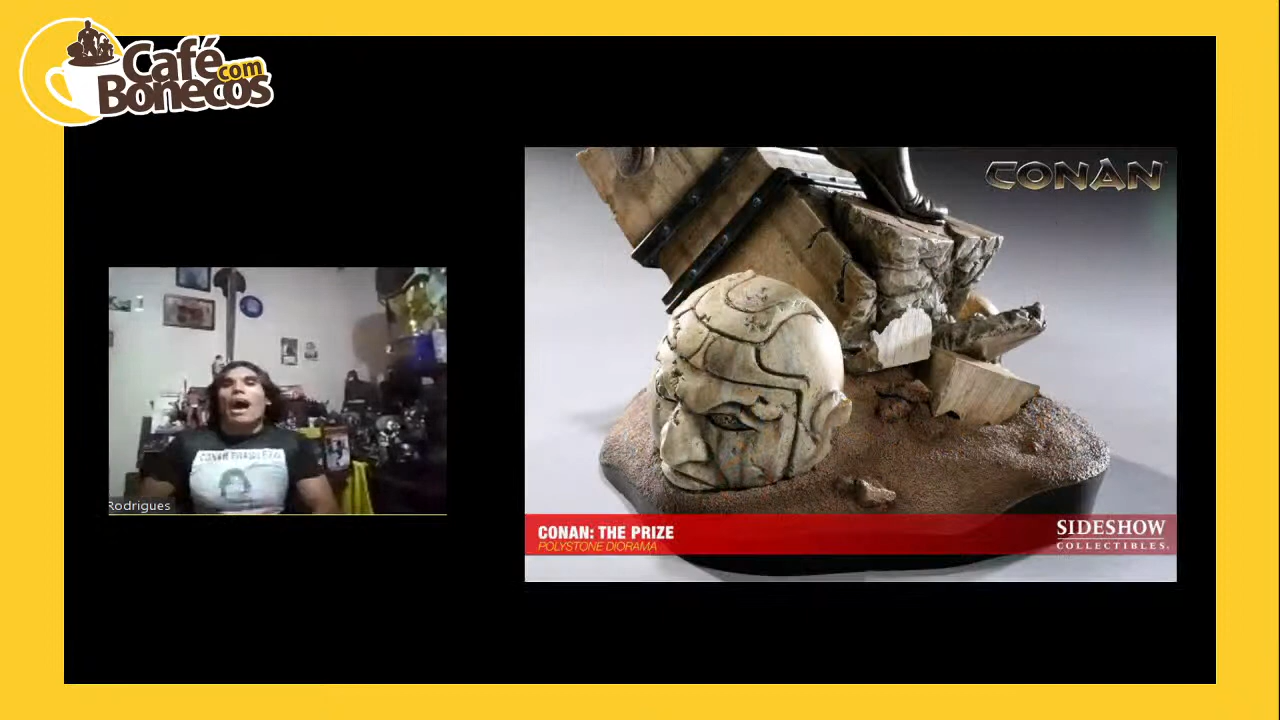 Café
com
Bonecos
CONAN
Rodrigues
CONAN: THE PRIZE
POLYSTONE DIORAMA
SIDESHOW
COLLECTIBLES.